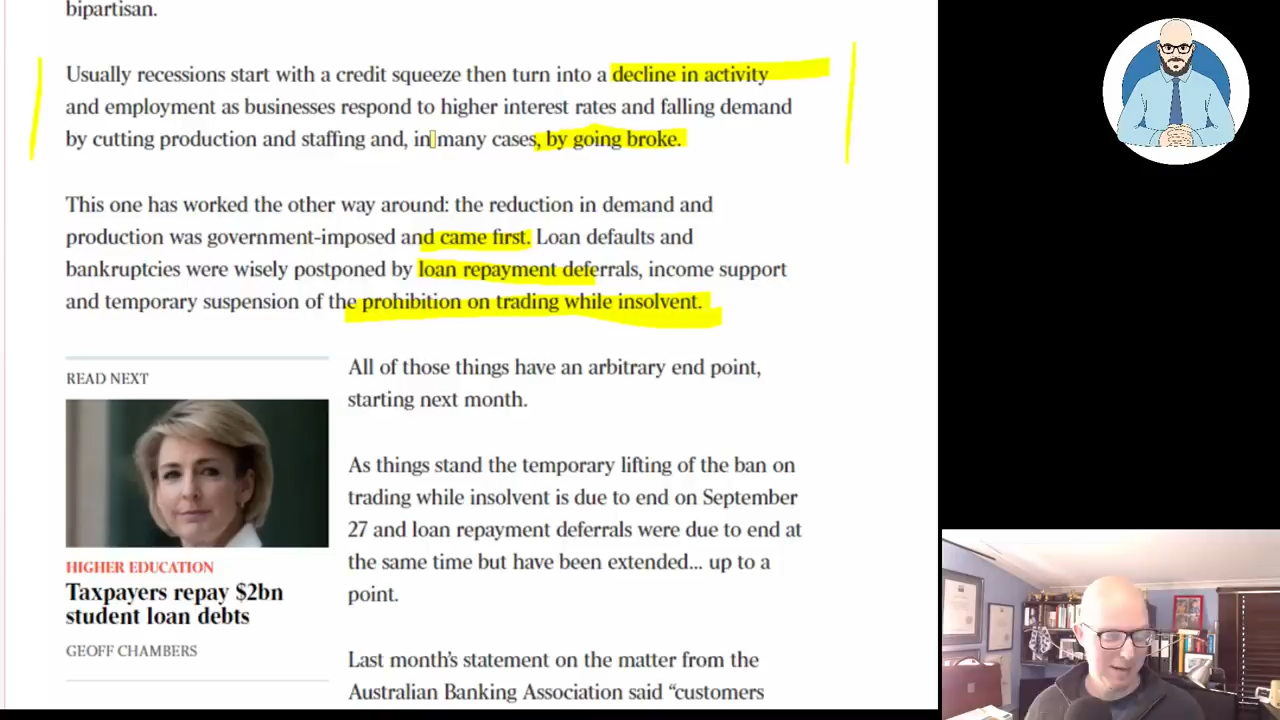 bipartisan.
Usually recessions start with a credit squeeze then turn into a decline in activity
and employment as businesses respond to higher interest rates and falling demand
by cutting production and staffing and, in many cases, by going broke.
This one has worked the other way around: the reduction in demand and
production was government-imposed and came first. Loan defaults and
bankruptcies were wisely postponed by loan repayment deferrals, income support
and temporary suspension of the prohibition on trading while insolvent.
READ NEXT
HIGHER EDUCATION
Taxpayers repay $2bn
student loan debts
GEOFF CHAMBERS
All of those things have an arbitrary end point,
starting next month.
As things stand the temporary lifting of the ban on
trading while insolvent is due to end on September
27 and loan repayment deferrals were due to end at
the same time but have been extended... up to a
point.
Last month's statement on the matter from the
Australian Banking Association said “customers